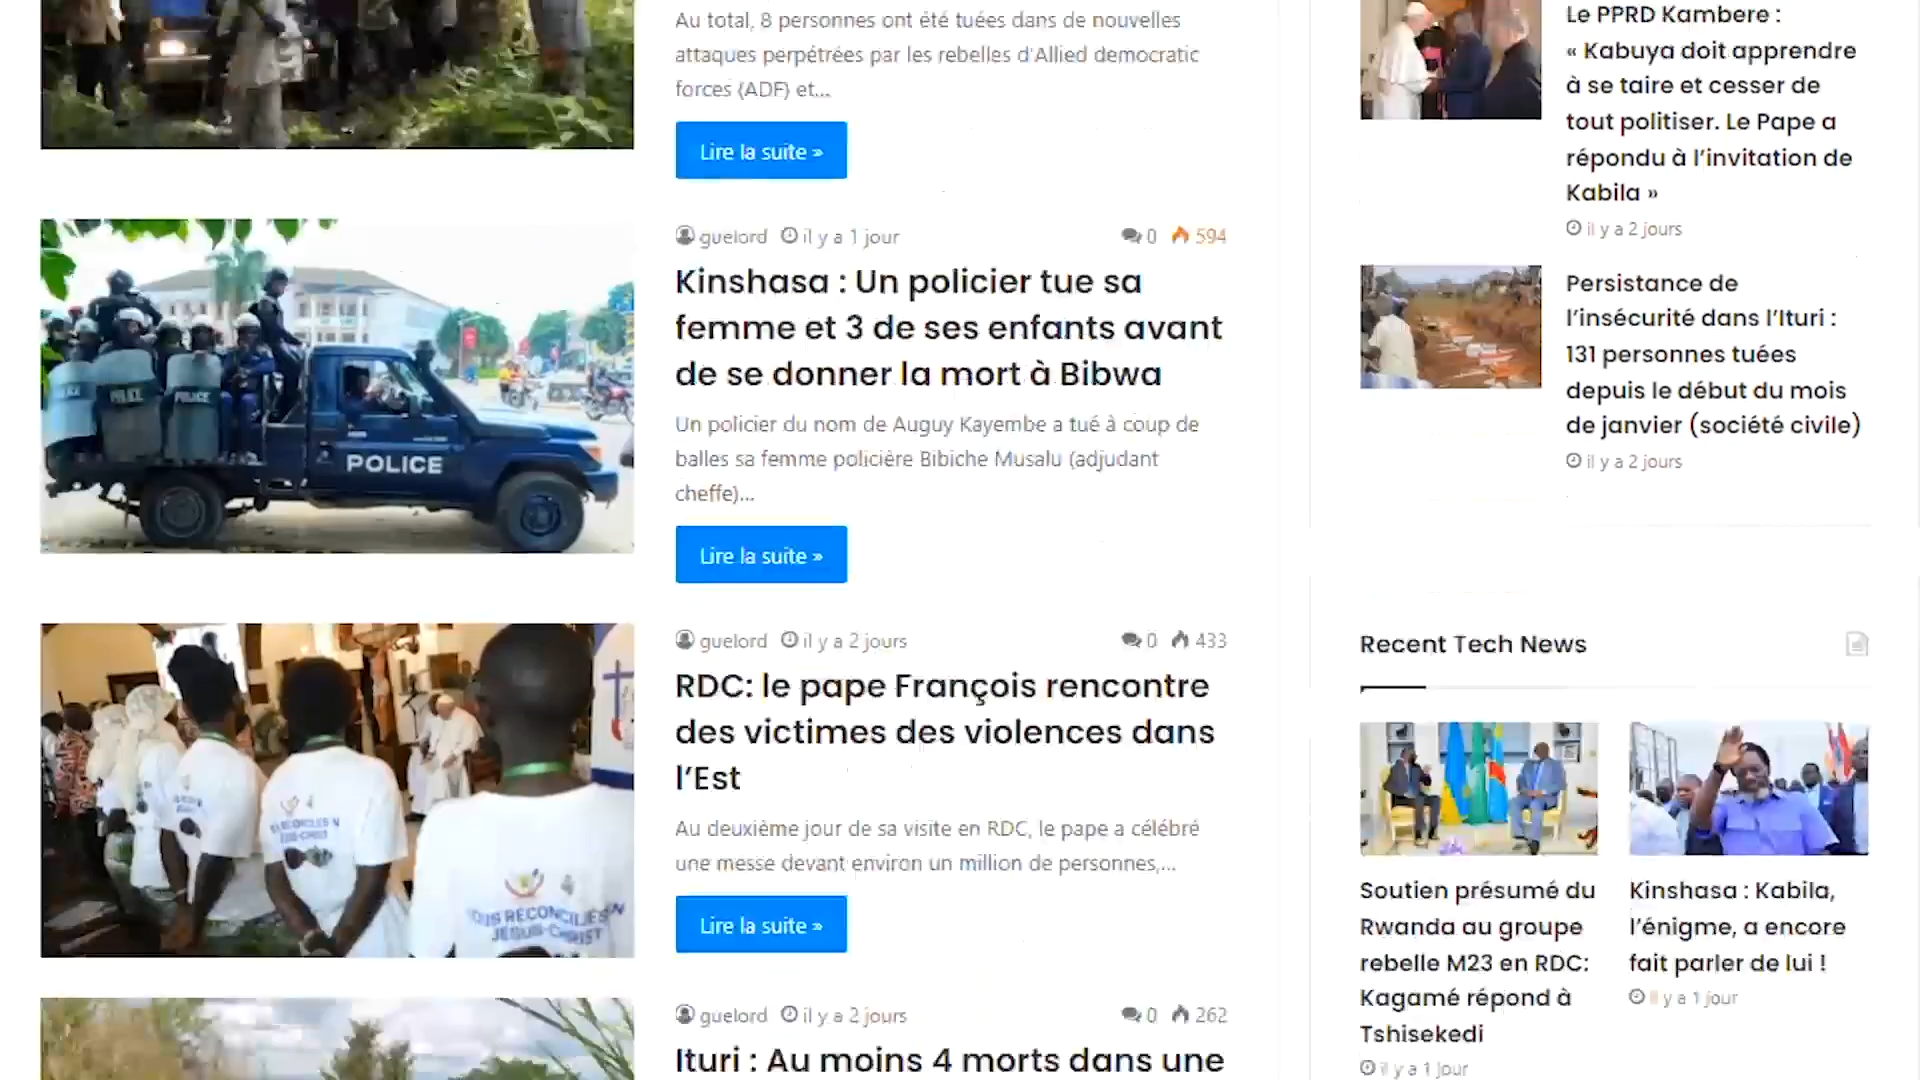 Au total, 8 personnes ont été tuées dans de nouvelles
attaques perpétrées par les rebelles d'Allied democratic
forces (ADF) et...
Lire la suite »
guelord il y a 1 jour 0 594
Kinshasa : Un policier tue sa
femme et 3 de ses enfants avant
de se donner la mort à Bibwa
Un policier du nom de Auguy Kayembe a tué à coup de
balles sa femme policière Bibiche Musalu (adjudant
cheffe)...
Lire la suite »
POLICE
POLICE
POLICE
guelord il y a 2 jours 0 433
RDC: le pape François rencontre
des victimes des violences dans
l’Est
Au deuxième jour de sa visite en RDC, le pape a célébré
une messe devant environ un million de personnes,...
Lire la suite »
guelord il y a 2 jours 0 262
Ituri : Au moins 4 morts dans une
Le PPRD Kambere :
« Kabuya doit apprendre
à se taire et cesser de
tout politiser. Le Pape a
répondu à l’invitation de
Kabila »
il y a 2 jours
Persistance de
l’insécurité dans l’Ituri :
131 personnes tuées
depuis le début du mois
de janvier (société civile)
il y a 2 jours
Recent Tech News
Soutien présumé du
Rwanda au groupe
rebelle M23 en RDC:
Kagamé répond à
Tshisekedi
il y a 1 jour
Kinshasa : Kabila,
l’énigme, a encore
fait parler de lui !
il y a 1 jour